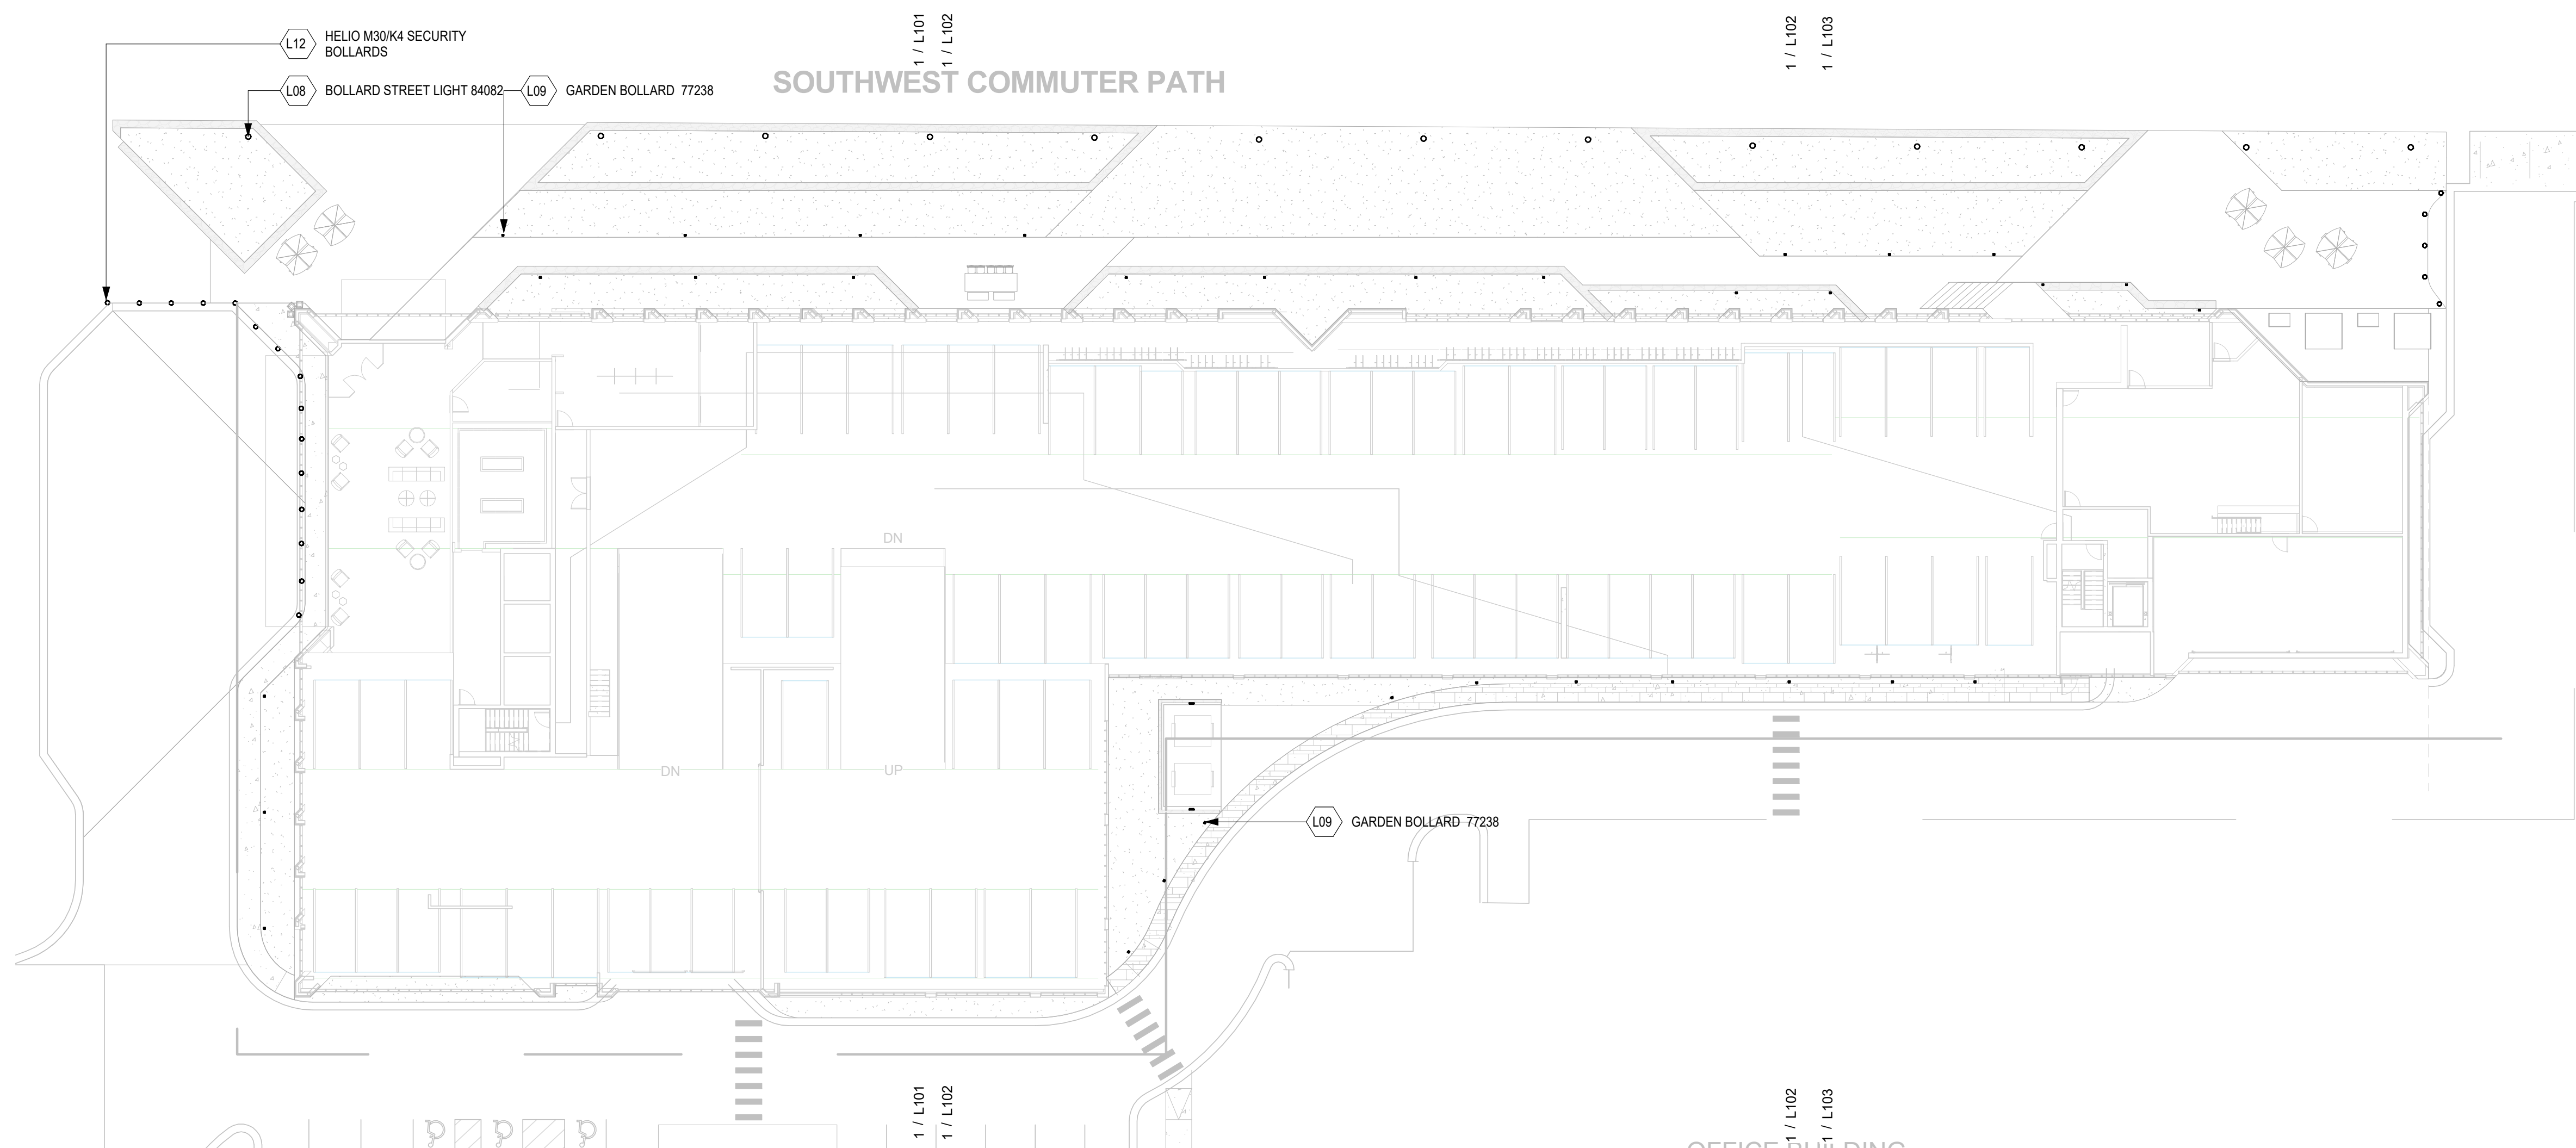 1 / L101
1 / L102
1 / L102
1 / L103
L12 HELIO M30/K4 SECURITY
BOLLARDS
SOUTHWEST COMMUTER PATH
L08 BOLLARD STREET LIGHT 84082
L09 GARDEN BOLLARD 77238
DN
DN
UP
L09 GARDEN BOLLARD 77238
1 / L101
1 / L102
1 / L102
1 / L103
OFFICE BUILDING